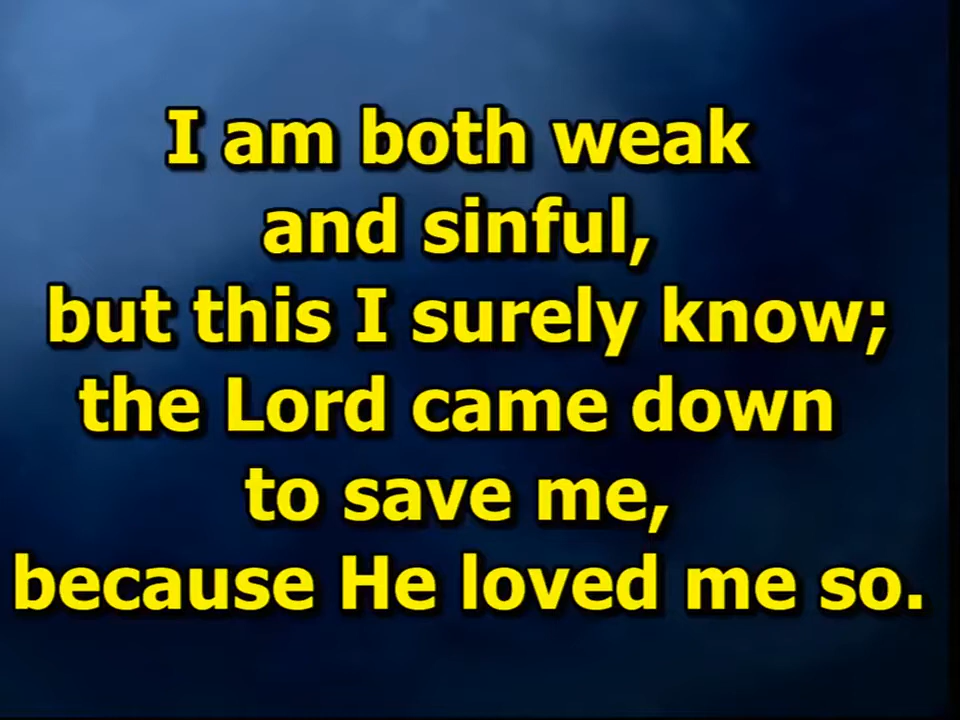 I am both weak
and sinful,
but this I surely know;
the Lord came down
to save me,
because He loved me so.